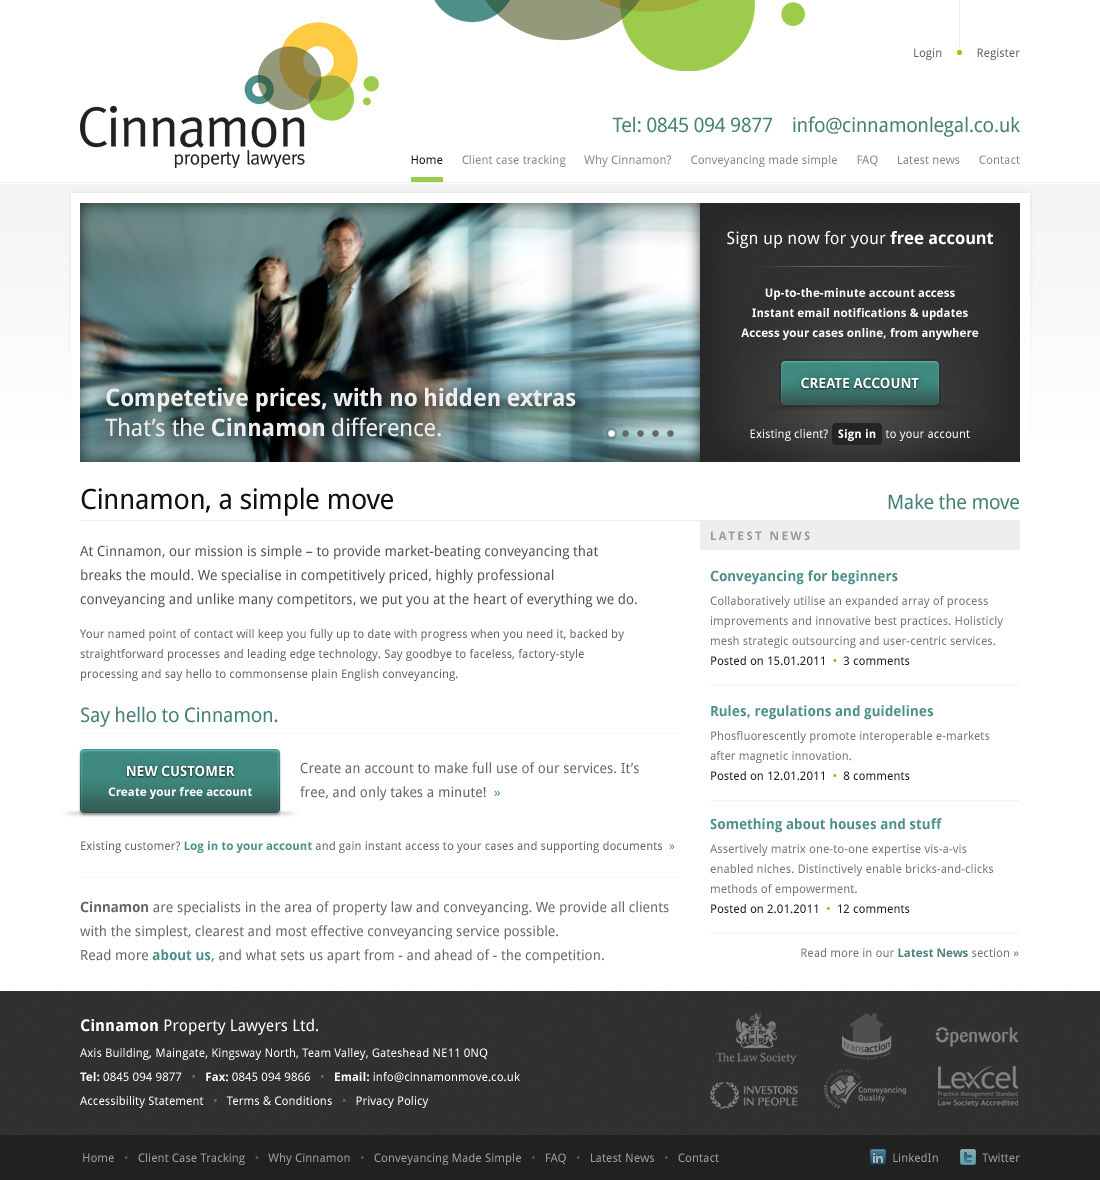 Login • Register
Cinnamon
property lawyers
Tel: 0845 094 9877 info@cinnamonlegal.co.uk
Home Client case tracking Why Cinnamon? Conveyancing made simple FAQ Latest news Contact
Competetive prices, with no hidden extras
That's the Cinnamon difference.
Sign up now for your free account
Up-to-the-minute account access
Instant email notifications & updates
Access your cases online, from anywhere
CREATE ACCOUNT
Existing client? Sign in to your account
Cinnamon, a simple move
Make the move
At Cinnamon, our mission is simple – to provide market-beating conveyancing that
breaks the mould. We specialise in competitively priced, highly professional
conveyancing and unlike many competitors, we put you at the heart of everything we do.
Your named point of contact will keep you fully up to date with progress when you need it, backed by
straightforward processes and leading edge technology. Say goodbye to faceless, factory-style
processing and say hello to commonsense plain English conveyancing.
Say hello to Cinnamon.
NEW CUSTOMER
Create your free account
Create an account to make full use of our services. It's
free, and only takes a minute! »
Existing customer? Log in to your account and gain instant access to your cases and supporting documents »
Cinnamon are specialists in the area of property law and conveyancing. We provide all clients
with the simplest, clearest and most effective conveyancing service possible.
Read more about us, and what sets us apart from - and ahead of - the competition.
LATEST NEWS
Conveyancing for beginners
Collaboratively utilise an expanded array of process
improvements and innovative best practices. Holisticly
mesh strategic outsourcing and user-centric services.
Posted on 15.01.2011 • 3 comments
Rules, regulations and guidelines
Phosfluorescently promote interoperable e-markets
after magnetic innovation.
Posted on 12.01.2011 • 8 comments
Something about houses and stuff
Assertively matrix one-to-one expertise vis-a-vis
enabled niches. Distinctively enable bricks-and-clicks
methods of empowerment.
Posted on 2.01.2011 • 12 comments
Read more in our Latest News section »
Cinnamon Property Lawyers Ltd.
Axis Building, Maingate, Kingsway North, Team Valley, Gateshead NE11 0NQ
Tel: 0845 094 9877 • Fax: 0845 094 9866 • Email: info@cinnamonmove.co.uk
Accessibility Statement • Terms & Conditions • Privacy Policy
The Law Society
transaction
Openwork
INVESTORS
IN PEOPLE
Conveyancing
Quality
Lexcel
Practice Management Standard
Law Society Accredited
Home • Client Case Tracking • Why Cinnamon • Conveyancing Made Simple • FAQ • Latest News • Contact
LinkedIn Twitter